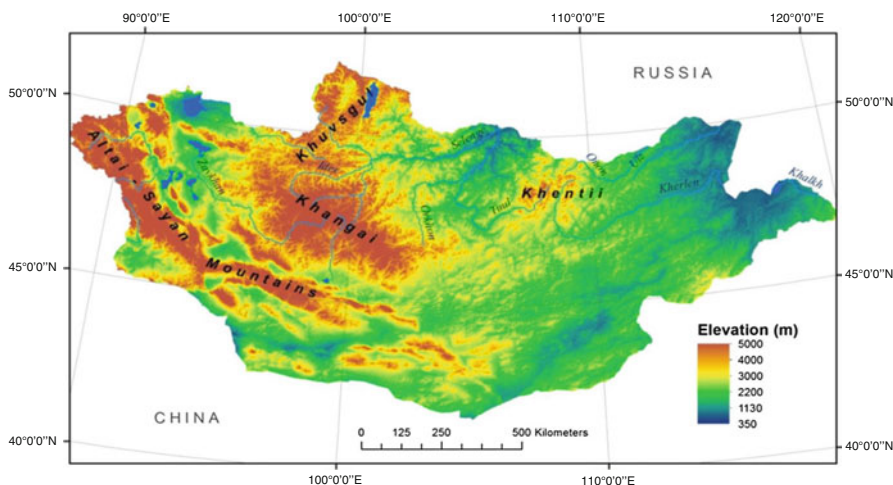 90°0'0''E
100°0'0''E
110°0'0''E
120°0'0''E
RUSSIA
50°0'0''N
50°0'0''N
Khuvsgul
Altai - Sayan
Mountains
Selenge
Zavkhan
Ider
Khangai
Orkhon
Tuul
Khentii
Onon
Ulz
Kherlen
Khalkh
45°0'0''N
45°0'0''N
Elevation (m)
5000
4000
3000
2200
1130
350
CHINA
0 125 250 500 Kilometers
40°0'0''N
40°0'0''N
100°0'0''E
110°0'0''E